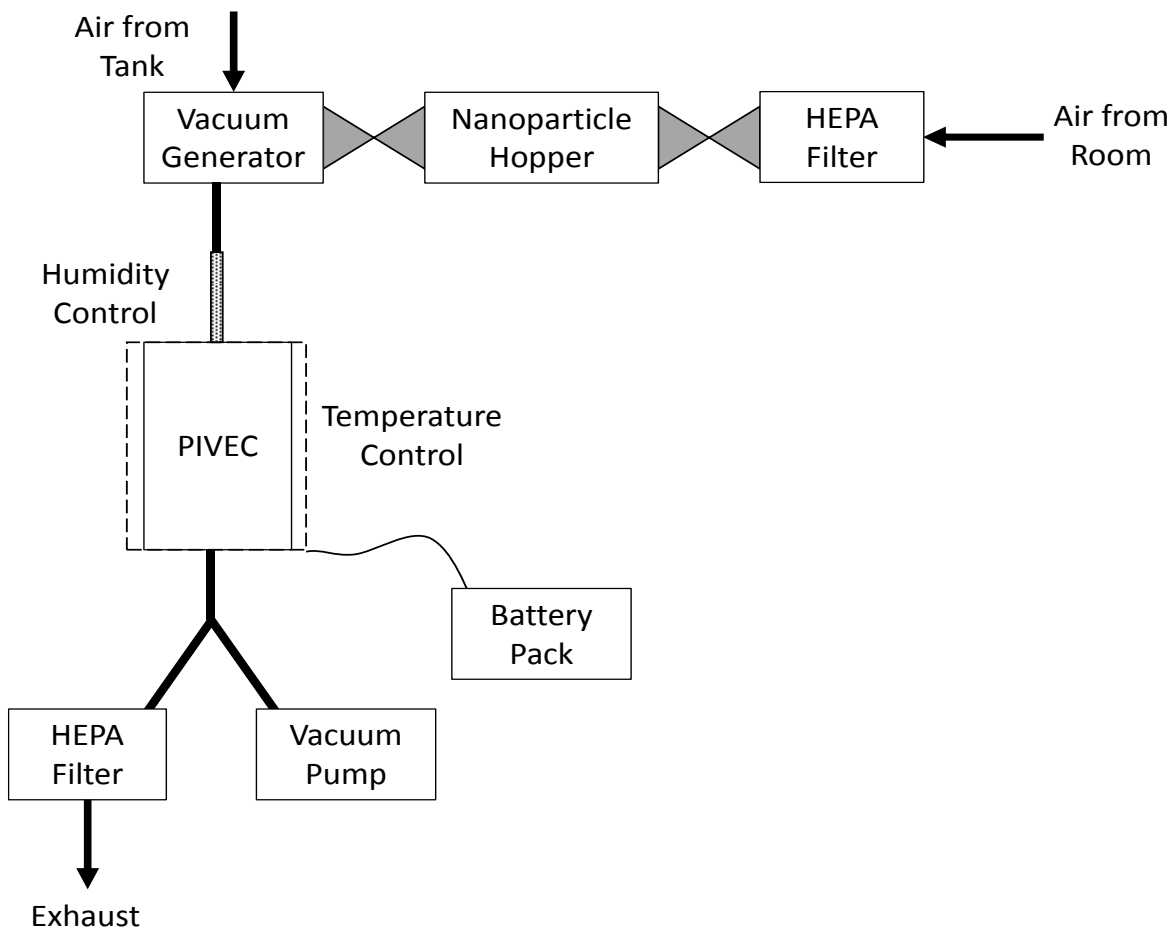 Air from
Tank
Vacuum
Generator
Nanoparticle
Hopper
HEPA
Filter
Air from
Room
Humidity
Control
PIVEC
Temperature
Control
Battery
Pack
HEPA
Filter
Vacuum
Pump
Exhaust